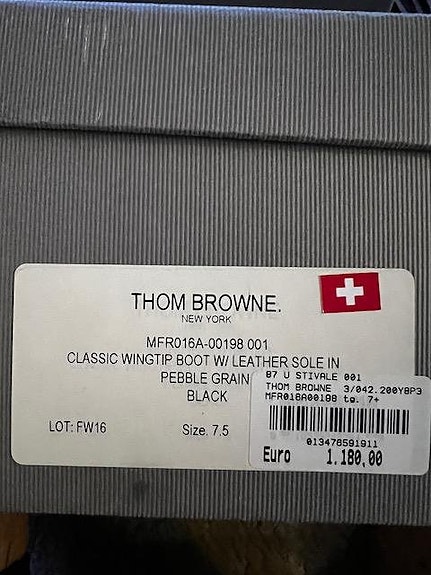 THOM BROWNE.
NEW YORK
MFR016A-00198 001
CLASSIC WINGTIP BOOT W/ LEATHER SOLE IN
PEBBLE GRAIN
BLACK
LOT: FW16
Size. 7.5
87 U STIVALE 001
THOM BROWNE 3/042.200Y8P3
MFR016A00198 tg. 7+
013478591911
Euro 1.180,00